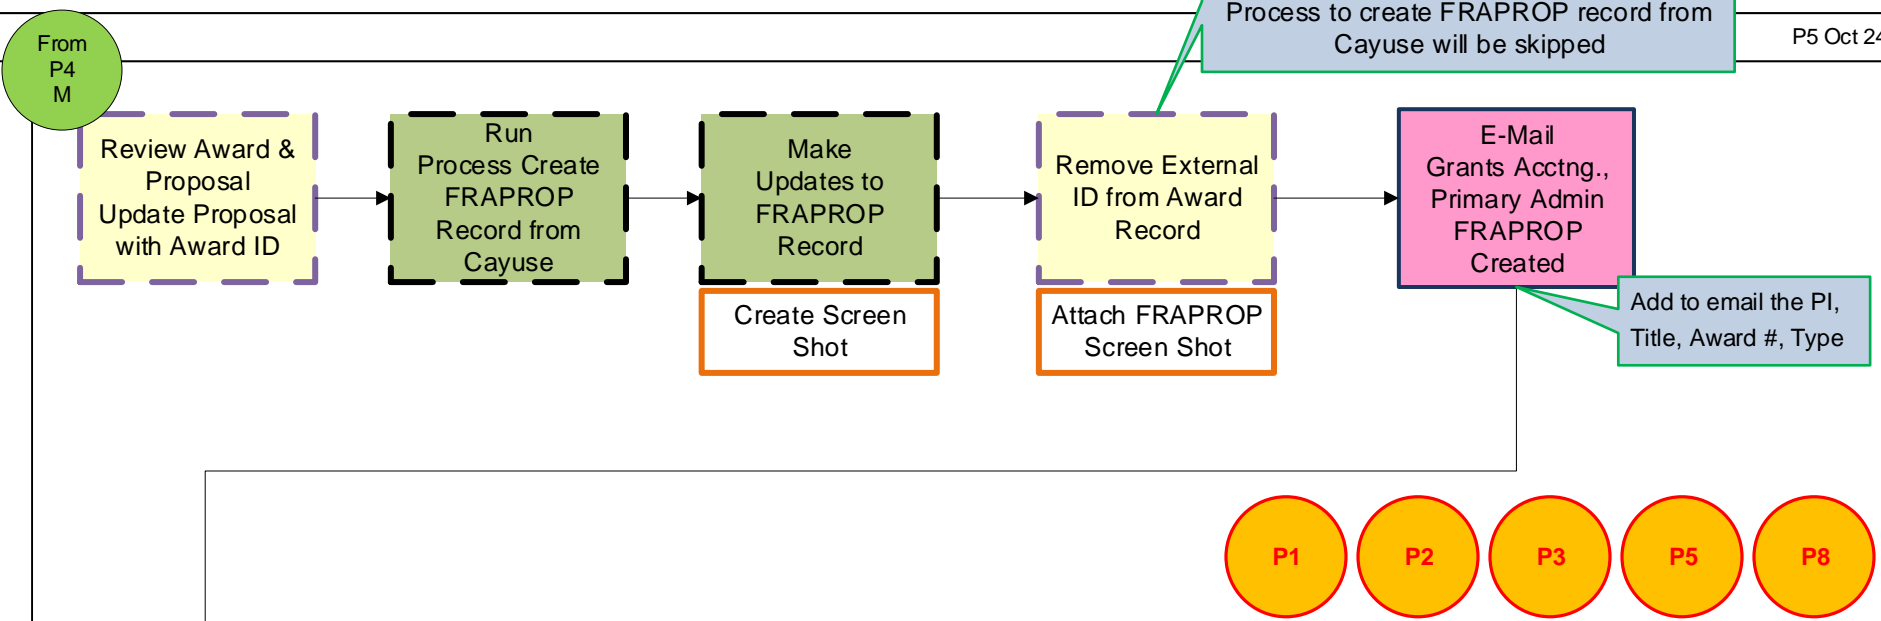 Process to create FRAPROP record from
Cayuse will be skipped
P5 Oct 24
From
P4
M
Review Award &
Proposal
Update Proposal
with Award ID
Run
Process Create
FRAPROP
Record from
Cayuse
Make
Updates to
FRAPROP
Record
Remove External
ID from Award
Record
E-Mail
Grants Acctng.,
Primary Admin
FRAPROP
Created
Create Screen
Shot
Attach FRAPROP
Screen Shot
Add to email the PI,
Title, Award #, Type
P1
P2
P3
P5
P8